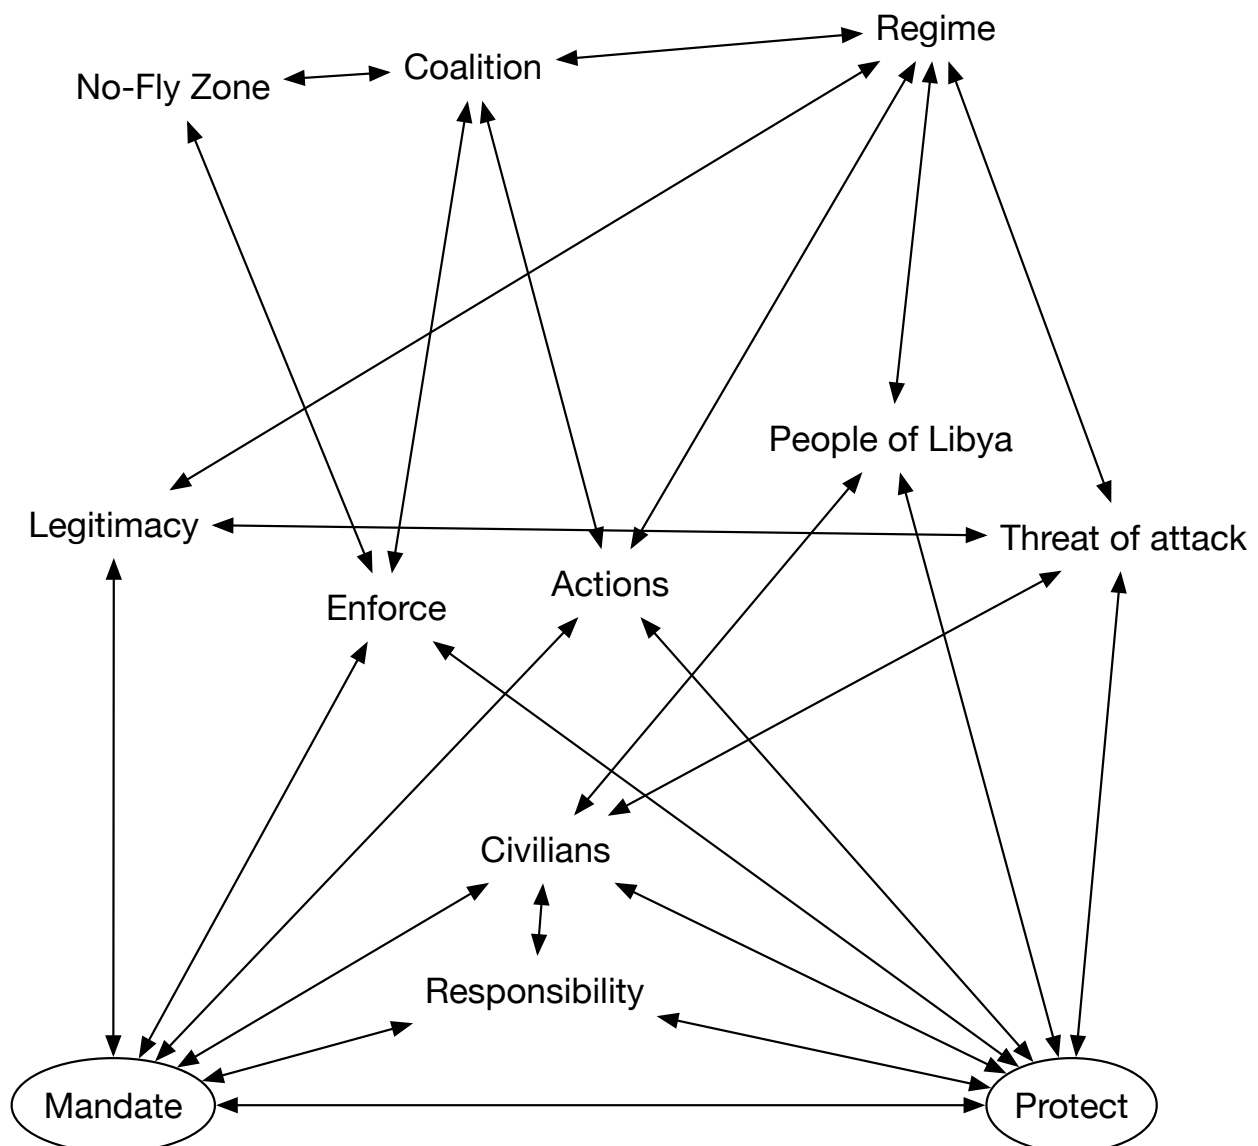 Regime
Coalition
No-Fly Zone
People of Libya
Legitimacy
Threat of attack
Actions
Enforce
Civilians
Responsibility
Mandate
Protect